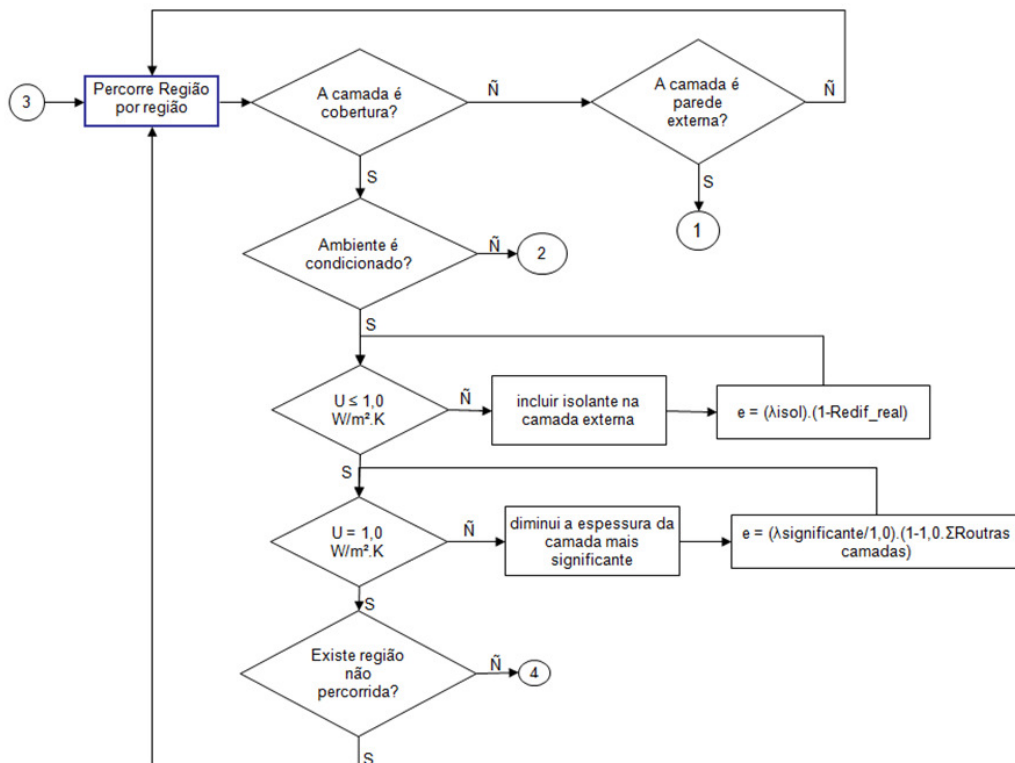 3
Percorre Região
por região
A camada é
cobertura?
Ñ
A camada é
parede
externa?
Ñ
S
S
1
Ambiente é
condicionado?
Ñ
2
S
U ≤ 1,0
W/m².K
Ñ
incluir isolante na
camada externa
e = (λisol).(1-Redif_real)
S
U = 1,0
W/m².K
Ñ
diminui a espessura da
camada mais
significante
e = (λsignificante/1,0).(1-1,0.ΣRoutras
camadas)
S
Existe região
não
percorrida?
Ñ
4
S